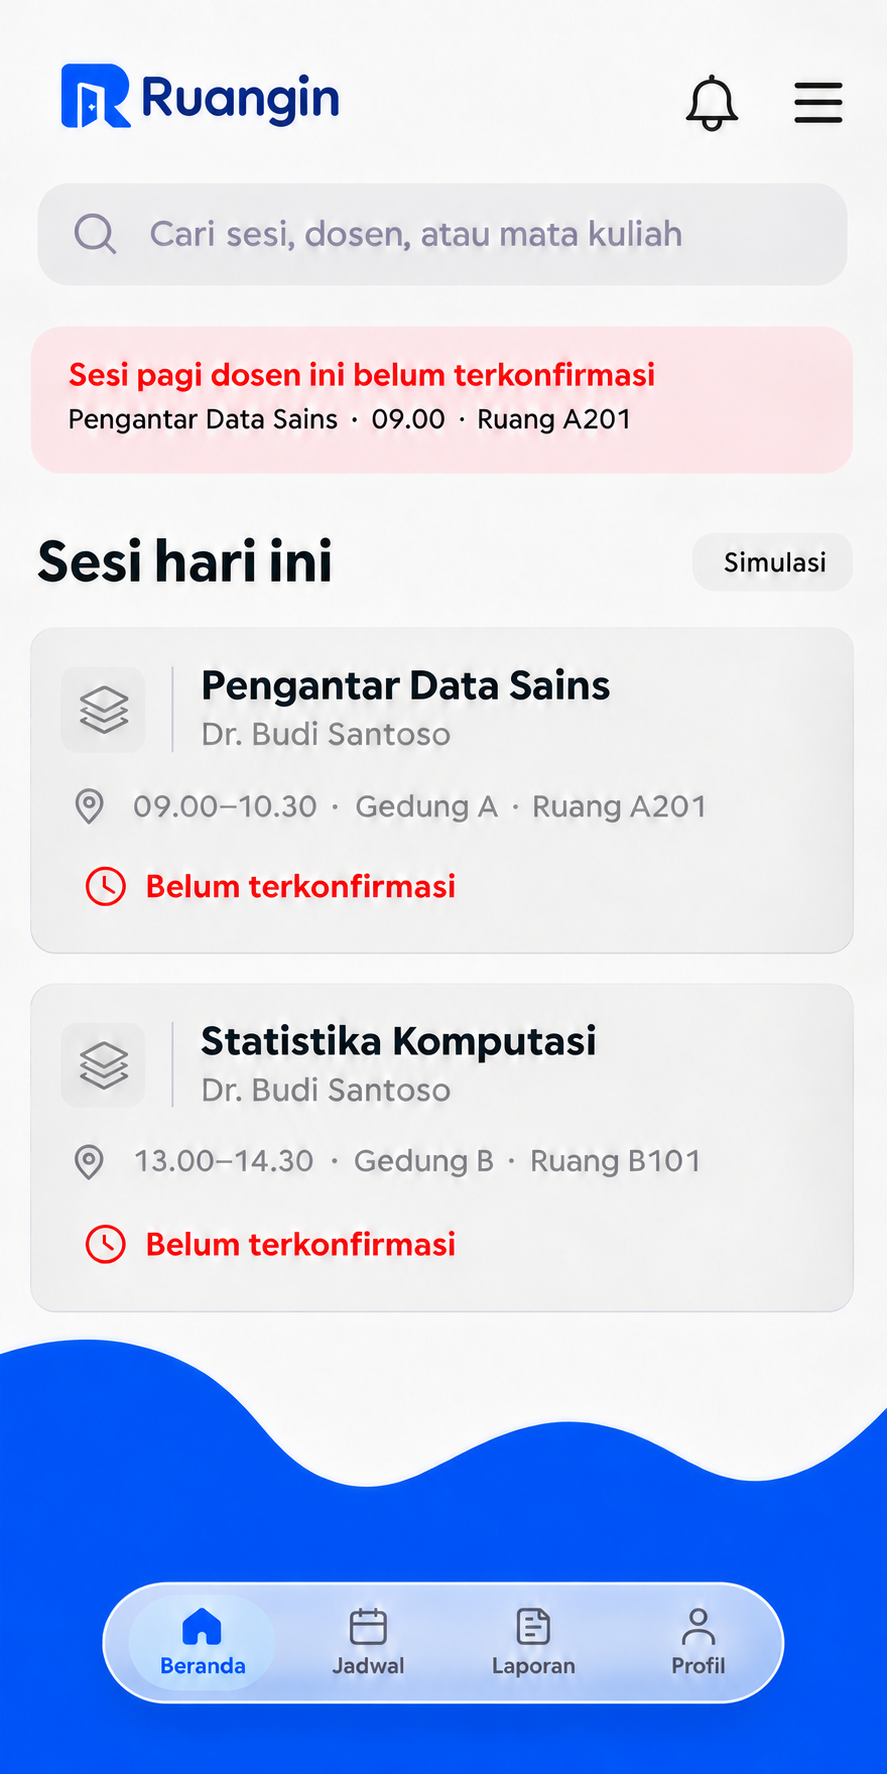 Ruangin
Cari sesi, dosen, atau mata kuliah
Sesi pagi dosen ini belum terkonfirmasi
Pengantar Data Sains · 09.00 · Ruang A201
Sesi hari ini
Simulasi
Pengantar Data Sains
Dr. Budi Santoso
09.00–10.30 · Gedung A · Ruang A201
Belum terkonfirmasi
Statistika Komputasi
Dr. Budi Santoso
13.00–14.30 · Gedung B · Ruang B101
Belum terkonfirmasi
Beranda
Jadwal
Laporan
Profil